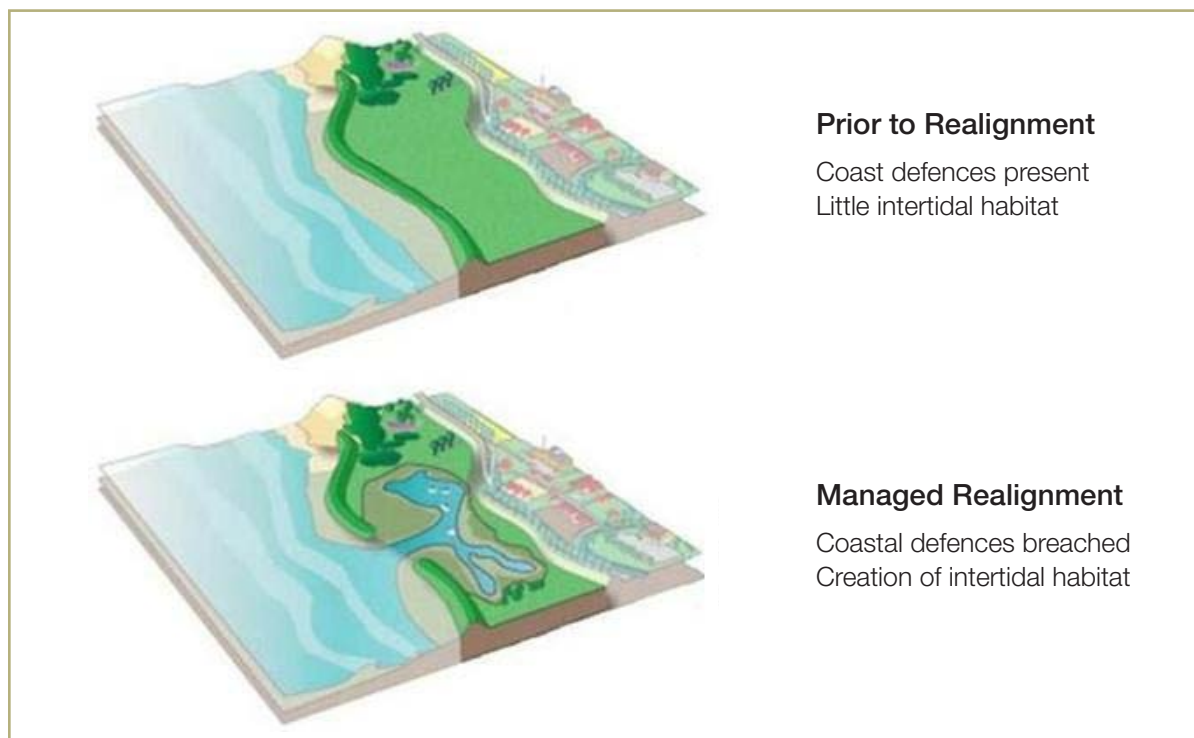 Prior to Realignment
Coast defences present
Little intertidal habitat
Managed Realignment
Coastal defences breached
Creation of intertidal habitat